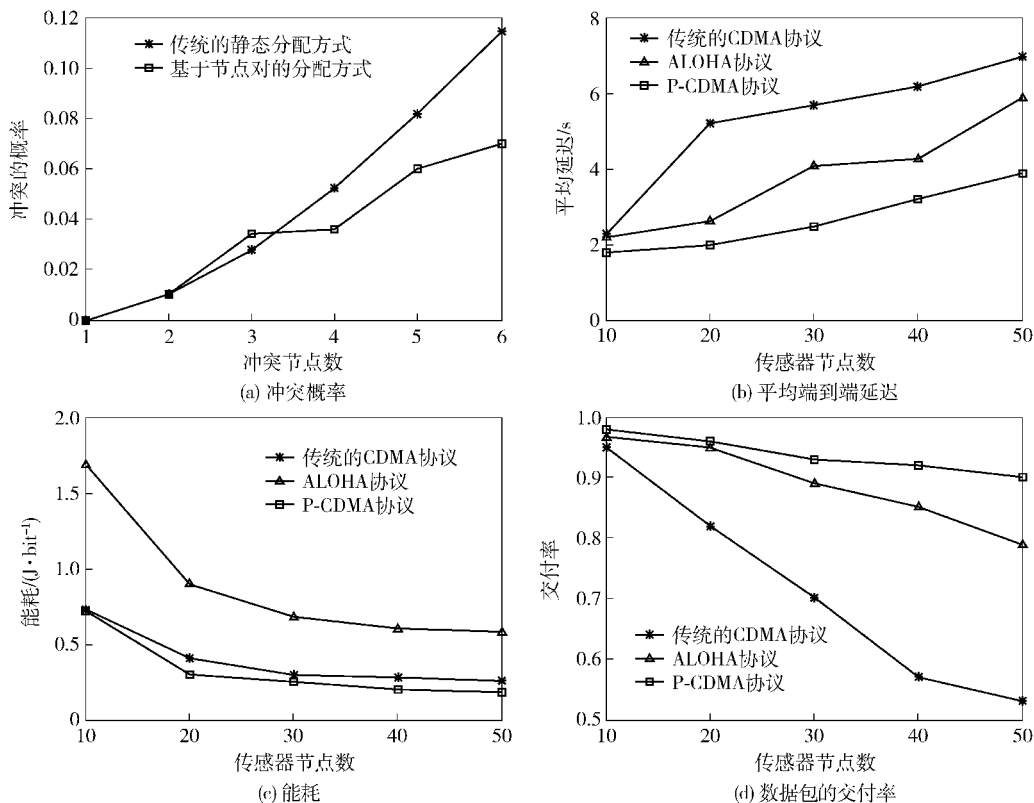 0.12
0.10
0.08
0.06
0.04
0.02
0
冲突的概率
传统的静态分配方式
基于节点对的分配方式
1 2 3 4 5 6
冲突节点数
(a) 冲突概率
8
6
4
2
0
平均延迟/s
传统的CDMA协议
ALOHA协议
P-CDMA协议
10 20 30 40 50
传感器节点数
(b) 平均端到端延迟
2.0
1.5
1.0
0.5
0
能耗/(J·bit⁻¹)
传统的CDMA协议
ALOHA协议
P-CDMA协议
10 20 30 40 50
传感器节点数
(c) 能耗
1.0
0.9
0.8
0.7
0.6
0.5
交付率
传统的CDMA协议
ALOHA协议
P-CDMA协议
10 20 30 40 50
传感器节点数
(d) 数据包的交付率